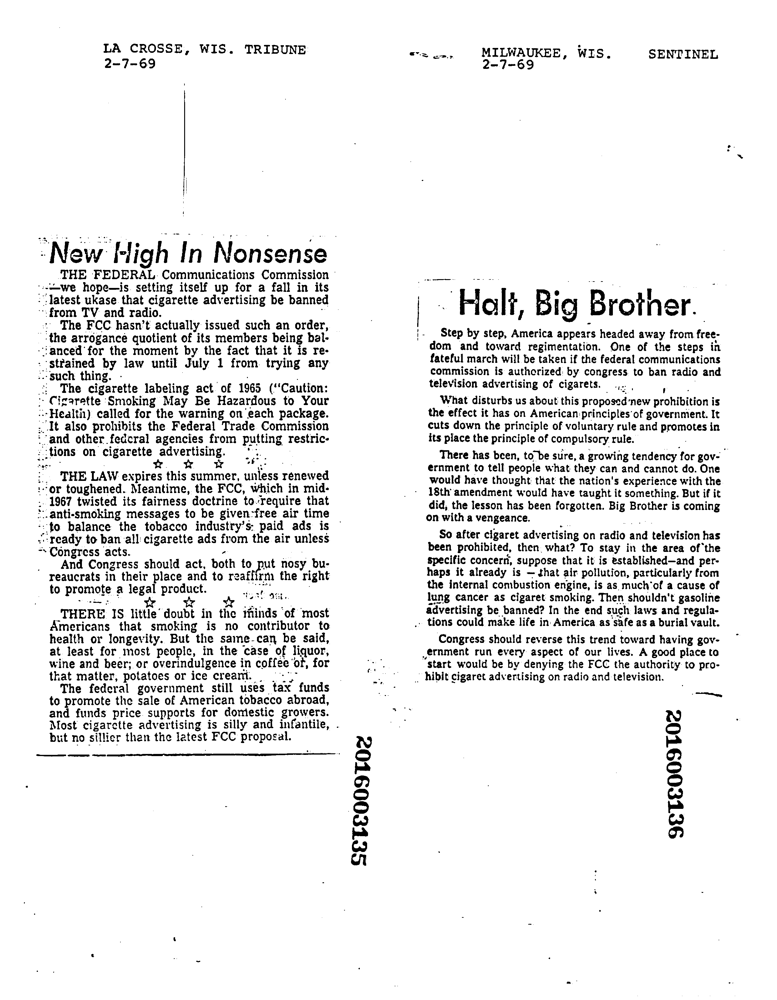 LA CROSSE, WIS. TRIBUNE
2-7-69
New High In Nonsense
THE FEDERAL Communications Commission
—we hope—is setting itself up for a fall in its
latest ukase that cigarette advertising be banned
from TV and radio.
The FCC hasn't actually issued such an order,
the arrogance quotient of its members being bal-
anced for the moment by the fact that it is re-
strained by law until July 1 from trying any
such thing.
The cigarette labeling act of 1965 ("Caution:
Cigarette Smoking May Be Hazardous to Your
Health) called for the warning on each package.
It also prohibits the Federal Trade Commission
and other federal agencies from putting restric-
tions on cigarette advertising.
☆ ☆ ☆
THE LAW expires this summer, unless renewed
or toughened. Meantime, the FCC, which in mid-
1967 twisted its fairness doctrine to require that
anti-smoking messages to be given free air time
to balance the tobacco industry's paid ads is
ready to ban all cigarette ads from the air unless
Congress acts.
And Congress should act, both to put nosy bu-
reaucrats in their place and to reaffirm the right
to promote a legal product.
☆ ☆
THERE IS little doubt in the minds of most
Americans that smoking is no contributor to
health or longevity. But the same can be said,
at least for most people, in the case of liquor,
wine and beer; or overindulgence in coffee or, for
that matter, potatoes or ice cream.
The federal government still uses tax funds
to promote the sale of American tobacco abroad,
and funds price supports for domestic growers.
Most cigarette advertising is silly and infantile,
but no sillier than the latest FCC proposal.
2016003135
MILWAUKEE, WIS. SENTINEL
2-7-69
Halt, Big Brother.
Step by step, America appears headed away from free-
dom and toward regimentation. One of the steps in
fateful march will be taken if the federal communications
commission is authorized by congress to ban radio and
television advertising of cigarets.
What disturbs us about this proposed new prohibition is
the effect it has on American principles of government. It
cuts down the principle of voluntary rule and promotes in
its place the principle of compulsory rule.
There has been, to be sure, a growing tendency for gov-
ernment to tell people what they can and cannot do. One
would have thought that the nation's experience with the
18th amendment would have taught it something. But if it
did, the lesson has been forgotten. Big Brother is coming
on with a vengeance.
So after cigaret advertising on radio and television has
been prohibited, then what? To stay in the area of the
specific concern, suppose that it is established—and per-
haps it already is — that air pollution, particularly from
the internal combustion engine, is as much of a cause of
lung cancer as cigaret smoking. Then shouldn't gasoline
advertising be banned? In the end such laws and regula-
tions could make life in America as safe as a burial vault.
Congress should reverse this trend toward having gov-
ernment run every aspect of our lives. A good place to
start would be by denying the FCC the authority to pro-
hibit cigaret advertising on radio and television.
2016003136